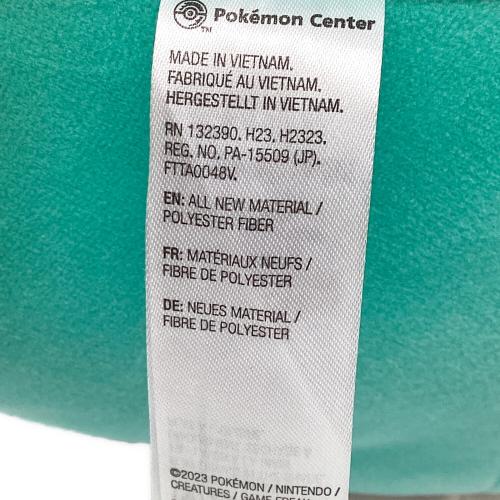 Pokémon Center
TM
MADE IN VIETNAM.
FABRIQUÉ AU VIETNAM.
HERGESTELLT IN VIETNAM.
RN 132390. H23. H2323.
REG. NO. PA-15509 (JP).
FTTA0048V.
EN: ALL NEW MATERIAL /
POLYESTER FIBER
FR: MATÉRIAUX NEUFS /
FIBRE DE POLYESTER
DE: NEUES MATERIAL /
FIBRE DE POLYESTER
©2023 POKÉMON / NINTENDO /
CREATURES / GAME FREAK